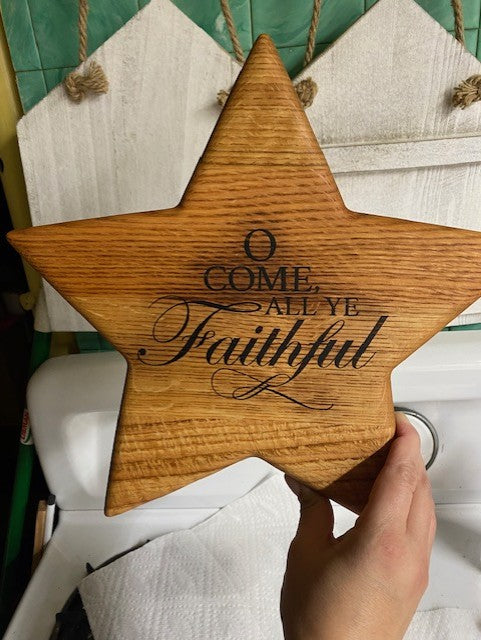 O
COME,
ALL YE
Faithful